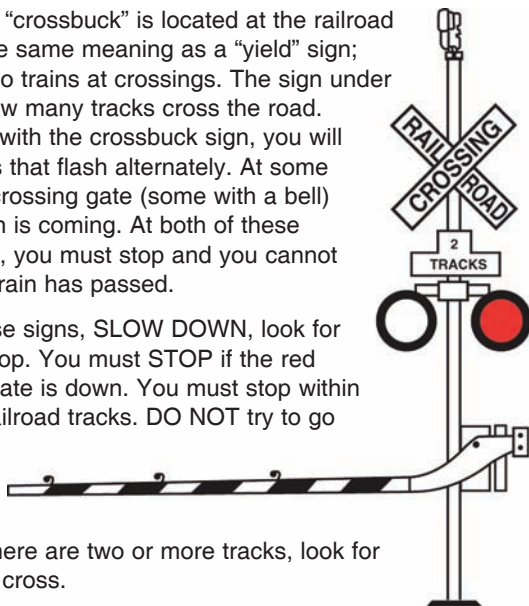 “crossbuck” is located at the railroad
same meaning as a “yield” sign;
o trains at crossings. The sign under
w many tracks cross the road.
with the crossbuck sign, you will
s that flash alternately. At some
crossing gate (some with a bell)
is coming. At both of these
, you must stop and you cannot
rain has passed.
se signs, SLOW DOWN, look for
op. You must STOP if the red
ate is down. You must stop within
ailroad tracks. DO NOT try to go
here are two or more tracks, look for
cross.
RAIL ROAD
CROSSING
2
TRACKS